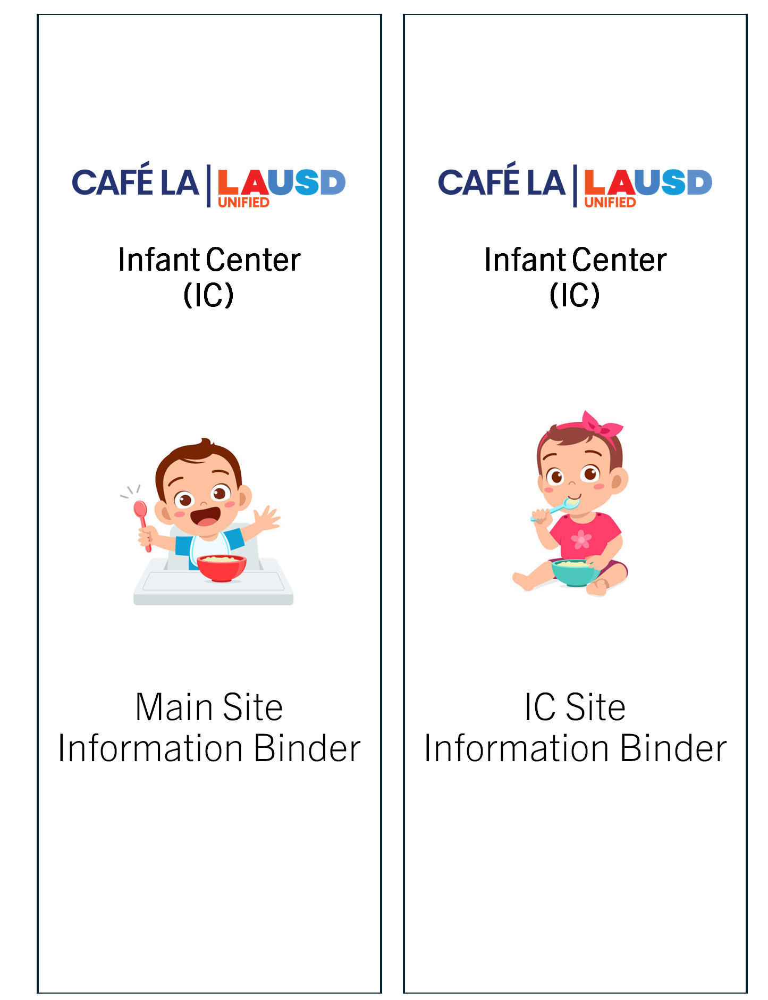 CAFÉ LA | LAUSD
UNIFIED
Infant Center
(IC)
Main Site
Information Binder
CAFÉ LA | LAUSD
UNIFIED
Infant Center
(IC)
IC Site
Information Binder